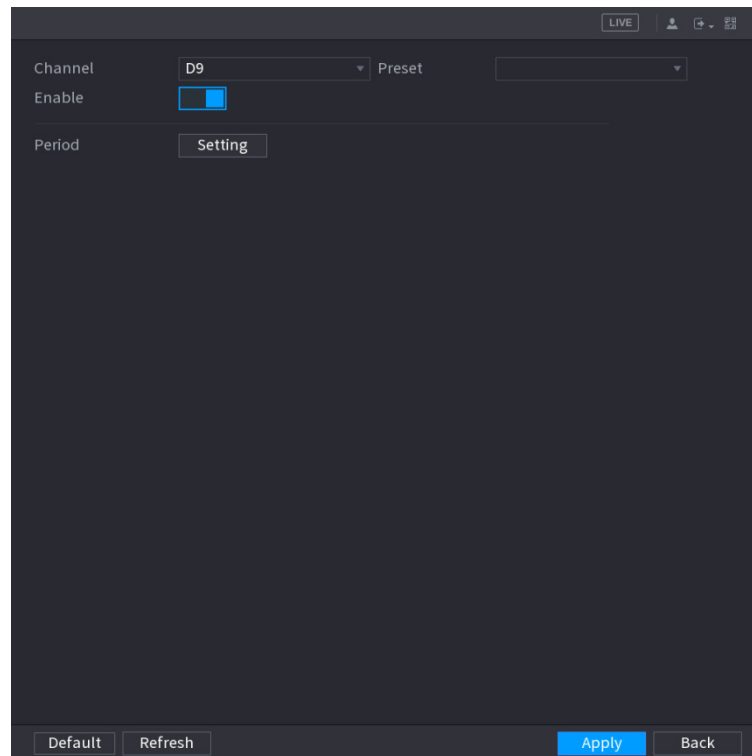 LIVE
Channel D9 Preset
Enable
Period Setting
Default Refresh Apply Back